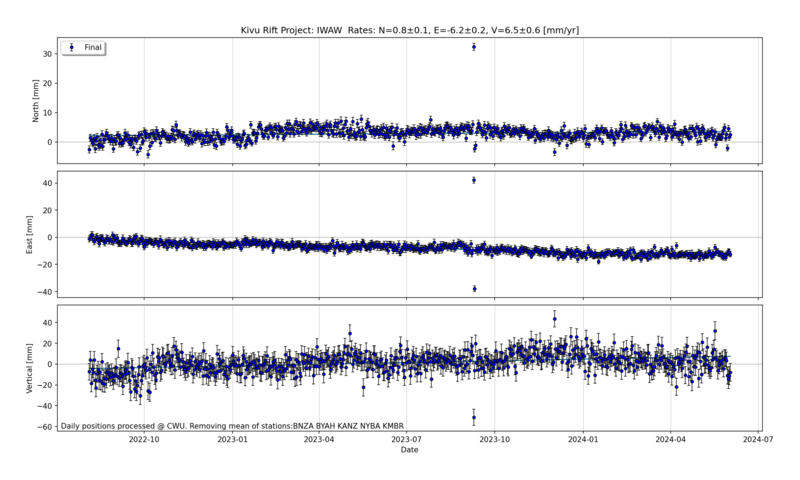 Kivu Rift Project: IWAW Rates: N=0.8±0.1, E=-6.2±0.2, V=6.5±0.6 [mm/yr]
Final
North [mm]
30
20
10
0
East [mm]
40
20
0
−20
−40
Vertical [mm]
40
20
0
−20
−40
−60
Daily positions processed @ CWU. Removing mean of stations:BNZA BYAH KANZ NYBA KMBR
2022-10 2023-01 2023-04 2023-07 2023-10 2024-01 2024-04 2024-07
Date